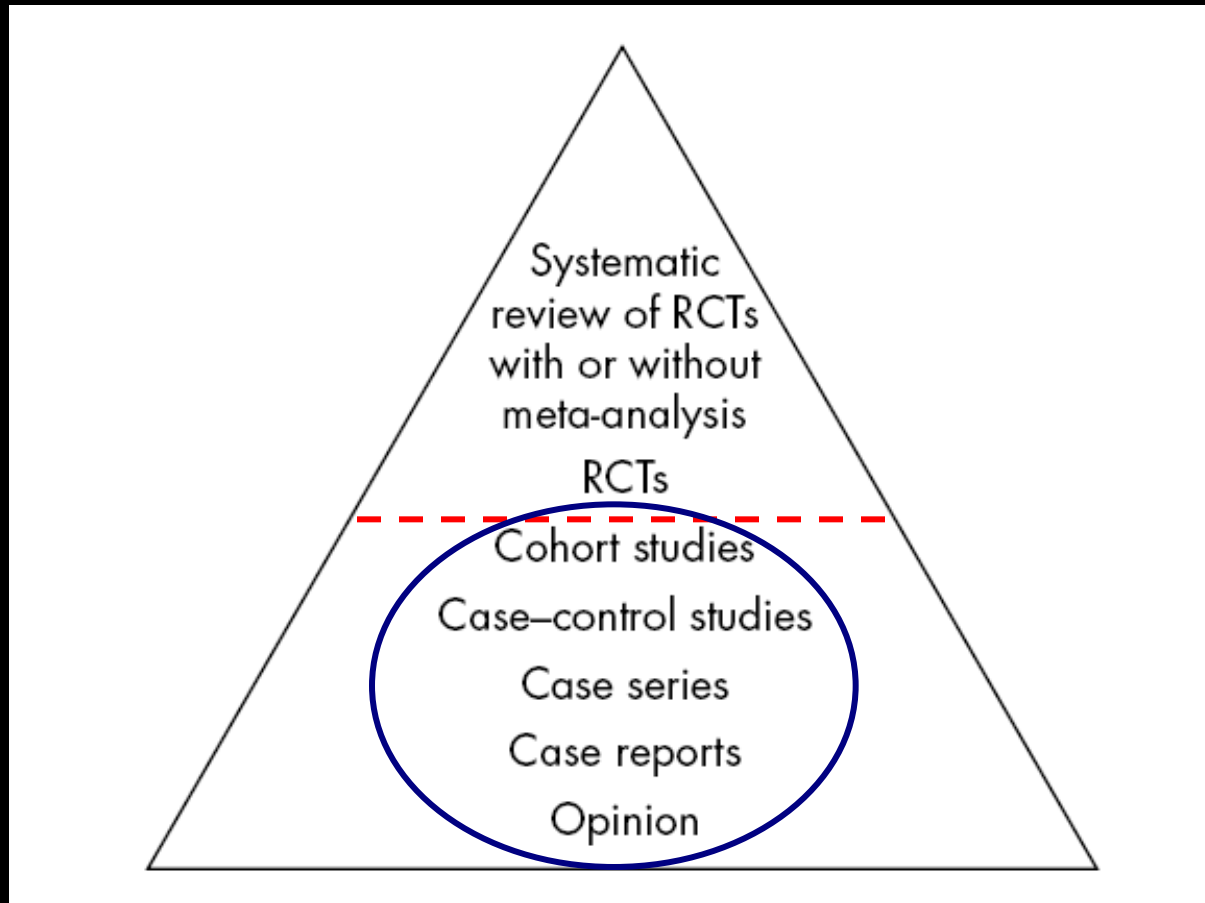 Systematic
review of RCTs
with or without
meta-analysis
RCTs
Cohort studies
Case–control studies
Case series
Case reports
Opinion